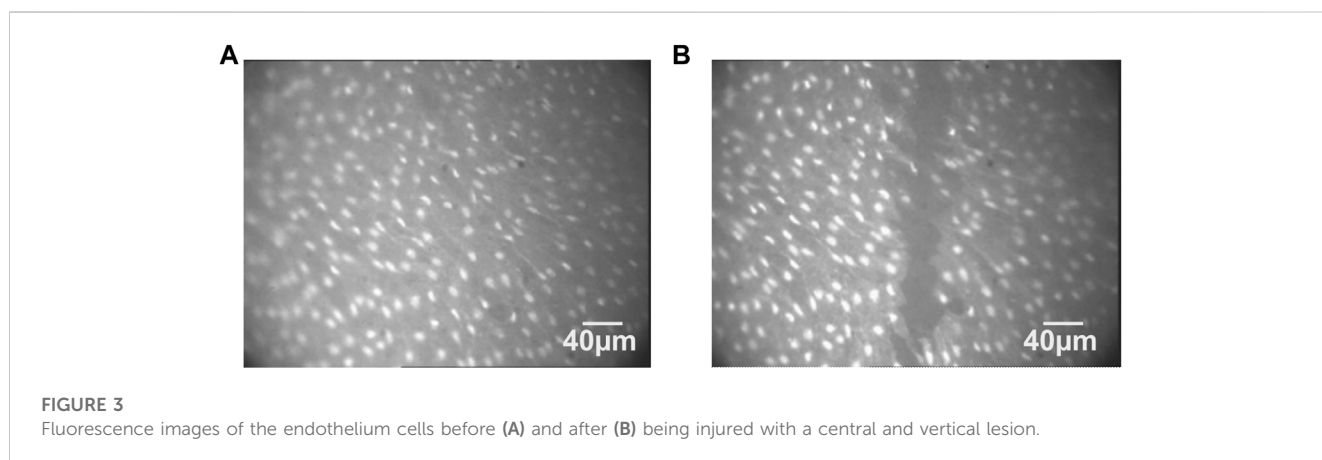 A
B
40µm
40µm
FIGURE 3
Fluorescence images of the endothelium cells before (A) and after (B) being injured with a central and vertical lesion.